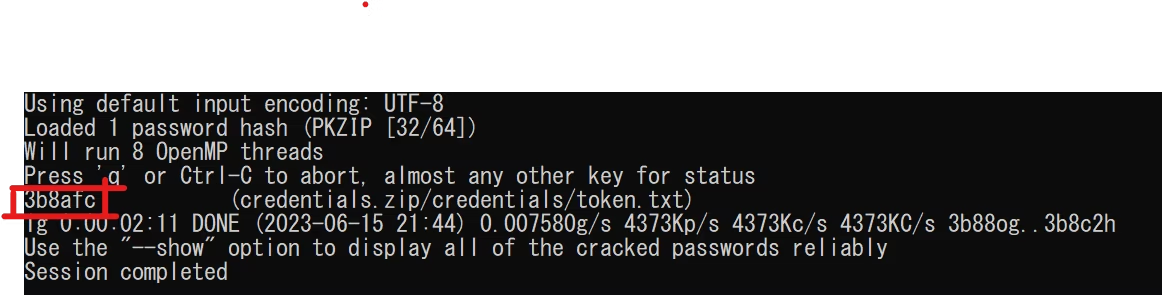 Using default input encoding: UTF-8
Loaded 1 password hash (PKZIP [32/64])
Will run 8 OpenMP threads
Press 'q' or Ctrl-C to abort, almost any other key for status
3b8afc (credentials.zip/credentials/token.txt)
1g 0:00:02:11 DONE (2023-06-15 21:44) 0.007580g/s 4373Kp/s 4373Kc/s 4373KC/s 3b88og..3b8c2h
Use the "--show" option to display all of the cracked passwords reliably
Session completed